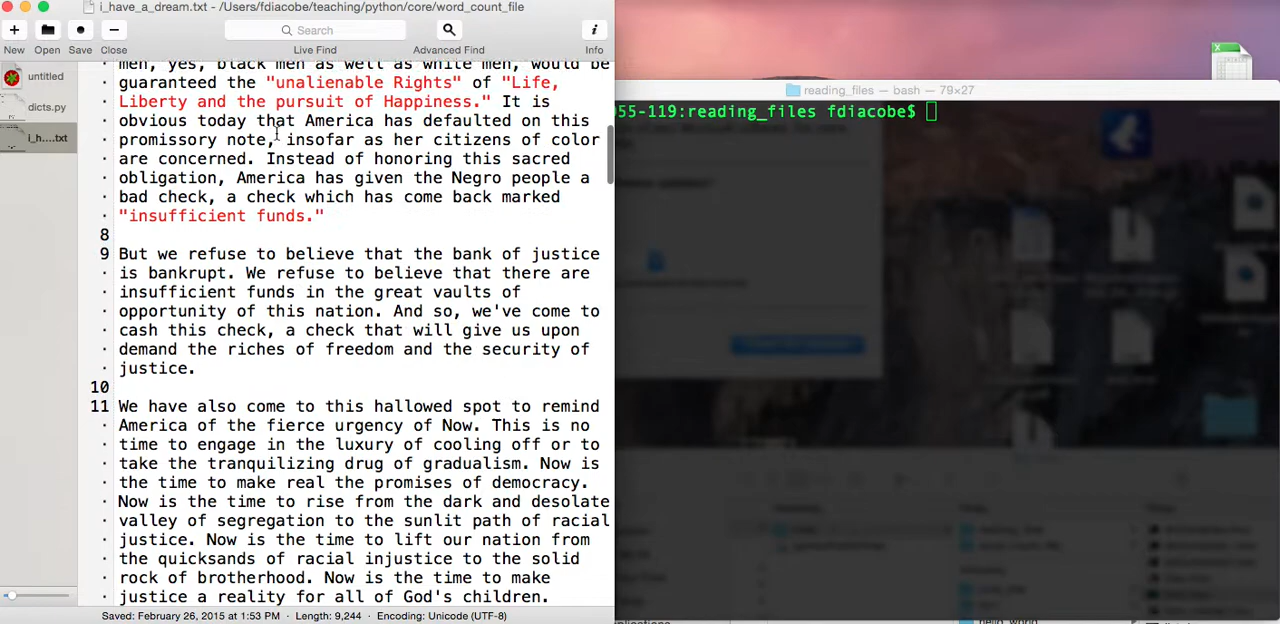 i_have_a_dream.txt - /Users/fdiacobe/teaching/python/core/word_count_file
Search
New Open Save Close Live Find Advanced Find Info
untitled
dicts.py
i_h....txt
men, yes, black men as well as white men, would be
guaranteed the "unalienable Rights" of "Life,
Liberty and the pursuit of Happiness." It is
obvious today that America has defaulted on this
promissory note, insofar as her citizens of color
are concerned. Instead of honoring this sacred
obligation, America has given the Negro people a
bad check, a check which has come back marked
"insufficient funds."
8
9 But we refuse to believe that the bank of justice
is bankrupt. We refuse to believe that there are
insufficient funds in the great vaults of
opportunity of this nation. And so, we've come to
cash this check, a check that will give us upon
demand the riches of freedom and the security of
justice.
10
11 We have also come to this hallowed spot to remind
America of the fierce urgency of Now. This is no
time to engage in the luxury of cooling off or to
take the tranquilizing drug of gradualism. Now is
the time to make real the promises of democracy.
Now is the time to rise from the dark and desolate
valley of segregation to the sunlit path of racial
justice. Now is the time to lift our nation from
the quicksands of racial injustice to the solid
rock of brotherhood. Now is the time to make
justice a reality for all of God's children.
Saved: February 26, 2015 at 1:53 PM - Length: 9,244 - Encoding: Unicode (UTF-8)
reading_files — bash — 79×27
055-119:reading_files fdiacobe$